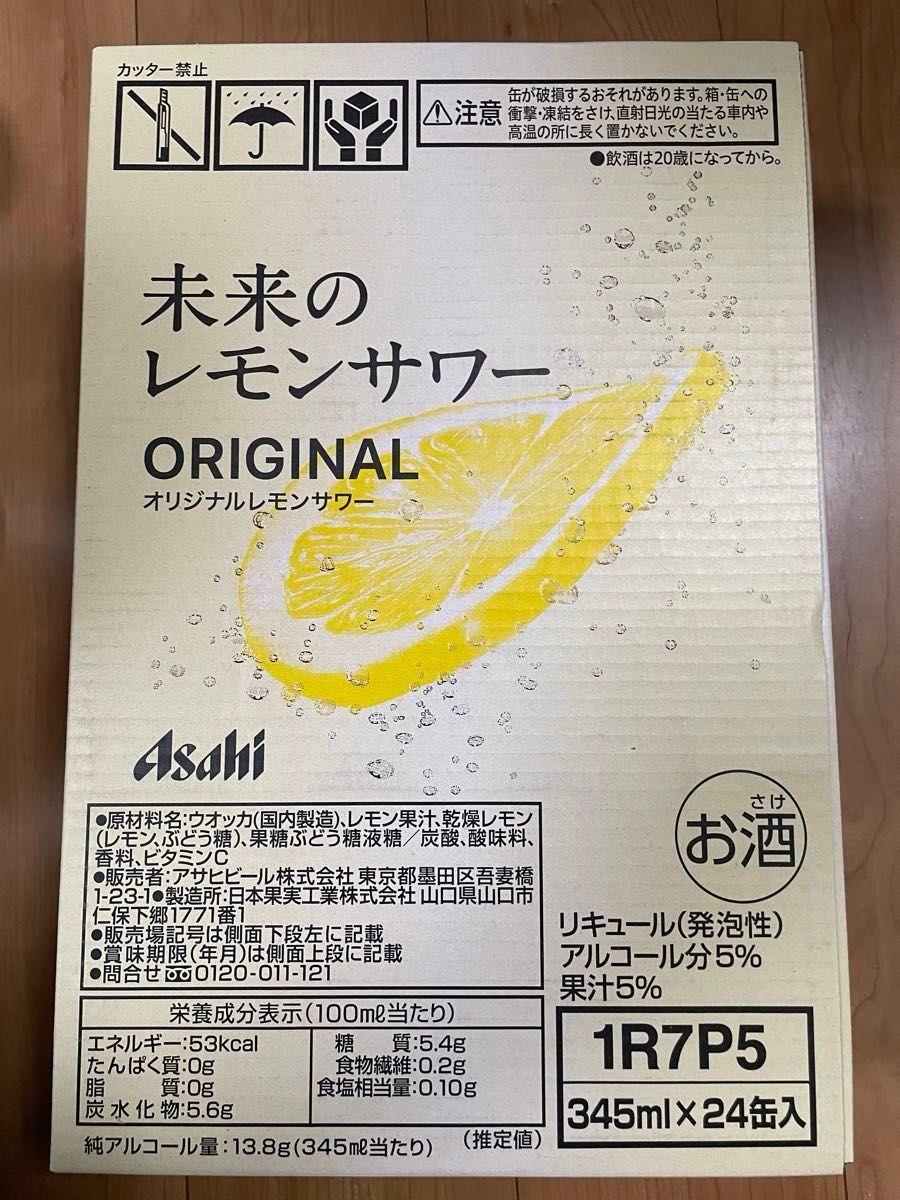 カッター禁止
注意
缶が破損するおそれがあります。箱・缶への
衝撃・凍結をさけ、直射日光の当たる車内や
高温の所に長く置かないでください。
●飲酒は20歳になってから。
未来の
レモンサワー
ORIGINAL
オリジナルレモンサワー
Asahi
●原材料名:ウオッカ(国内製造)、レモン果汁、乾燥レモン
(レモン、ぶどう糖)、果糖ぶどう糖液糖/炭酸、酸味料、
香料、ビタミンC
●販売者:アサヒビール株式会社 東京都墨田区吾妻橋
1-23-1●製造所:日本果実工業株式会社 山口県山口市
仁保下郷1771番1
●販売場記号は側面下段左に記載
●賞味期限(年月)は側面上段に記載
●問合せ 0120-011-121
さけ
お酒
リキュール(発泡性)
アルコール分5%
果汁5%
栄養成分表示(100ml当たり)
エネルギー:53kcal
たんぱく質:0g
脂 質:0g
炭水化物:5.6g
糖 質:5.4g
食物繊維:0.2g
食塩相当量:0.10g
純アルコール量:13.8g(345ml当たり)
(推定値)
1R7P5
345ml×24缶入